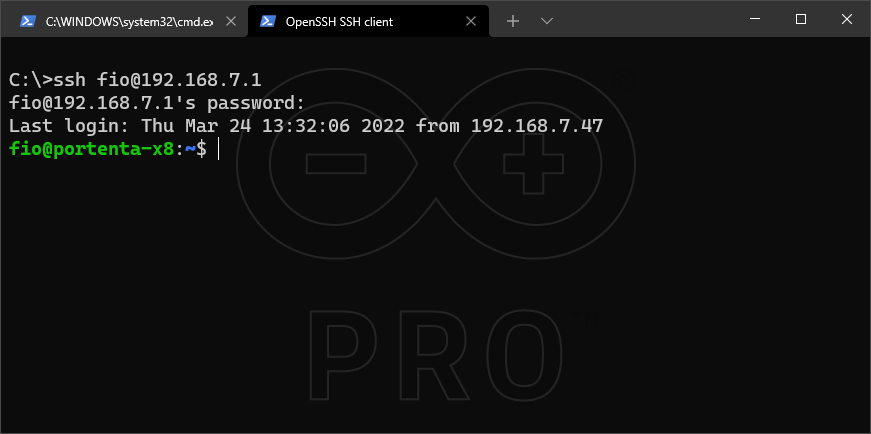 C:\WINDOWS\system32\cmd.ex
OpenSSH SSH client
C:\>ssh fio@192.168.7.1
fio@192.168.7.1's password:
Last login: Thu Mar 24 13:32:06 2022 from 192.168.7.47
fio@portenta-x8:~$
PRO